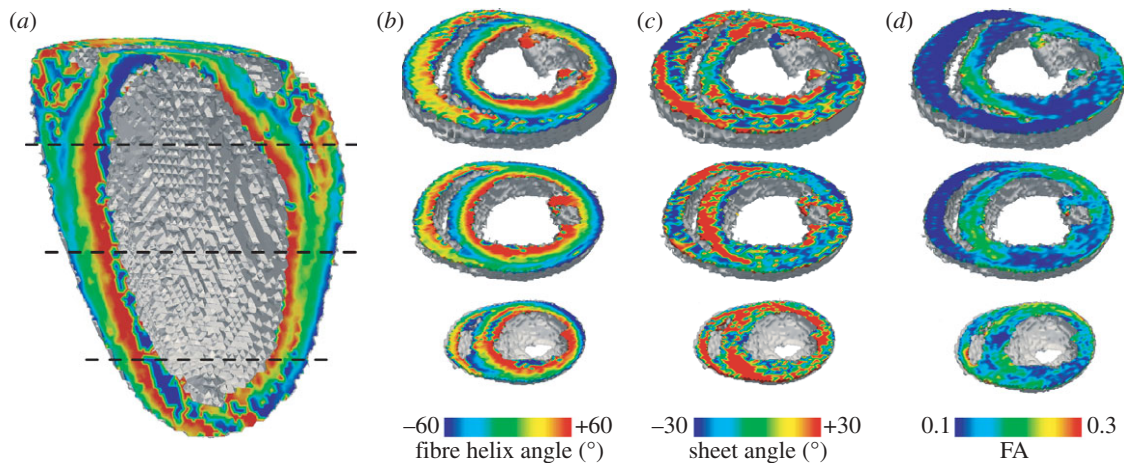 (a)
(b)
(c)
(d)
–60 +60
fibre helix angle (°)
–30 +30
sheet angle (°)
0.1 0.3
FA